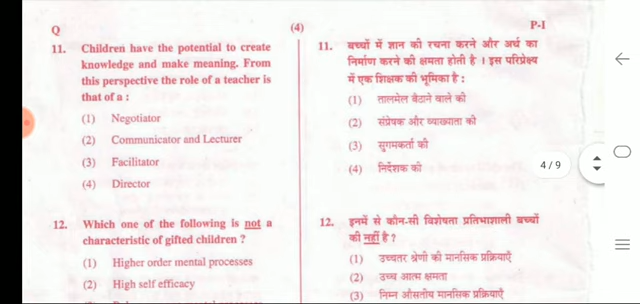 Q
(4)
P-I
11. Children have the potential to create
knowledge and make meaning. From
this perspective the role of a teacher is
that of a :
(1) Negotiator
(2) Communicator and Lecturer
(3) Facilitator
(4) Director
12. Which one of the following is not a
characteristic of gifted children ?
(1) Higher order mental processes
(2) High self efficacy
11. बच्चों में ज्ञान की रचना करने और अर्थ का
निर्माण करने की क्षमता होती है । इस परिप्रेक्ष्य
में एक शिक्षक की भूमिका है :
(1) तालमेल बैठाने वाले की
(2) संप्रेषक और व्याख्याता की
(3) सुगमकर्ता की
(4) निर्देशक की
12. इनमें से कौन-सी विशेषता प्रतिभाशाली बच्चों
की नहीं है ?
(1) उच्चतर श्रेणी की मानसिक प्रक्रियाएँ
(2) उच्च आत्म क्षमता
(3) निम्न औसतीय मानसिक प्रक्रियाएँ
4/9